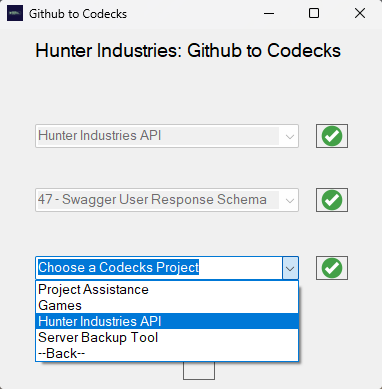 Github to Codecks
Hunter Industries: Github to Codecks
Hunter Industries API
47 - Swagger User Response Schema
Choose a Codecks Project
Project Assistance
Games
Hunter Industries API
Server Backup Tool
--Back--